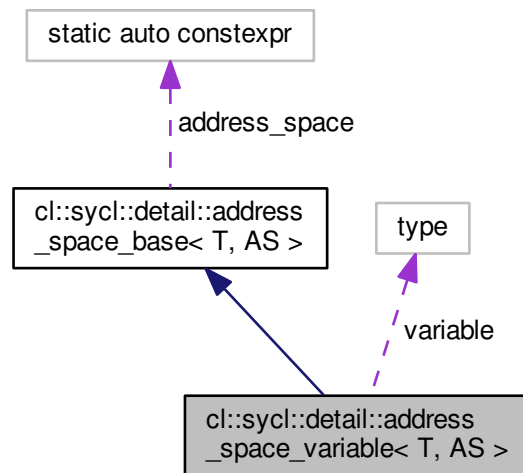 static auto constexpr
address_space
cl::sycl::detail::address
_space_base< T, AS >
type
variable
cl::sycl::detail::address
_space_variable< T, AS >